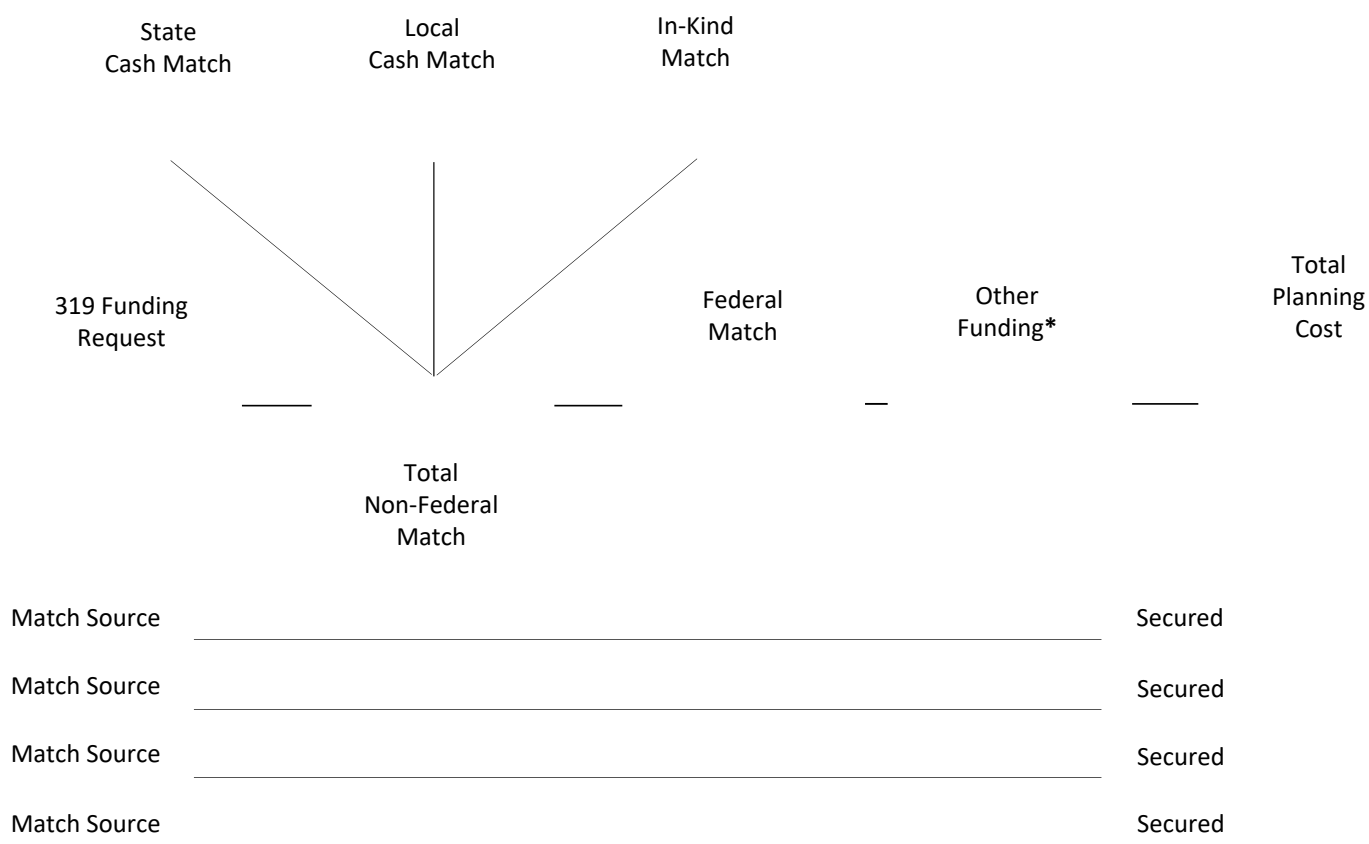 State
Cash Match
Local
Cash Match
In-Kind
Match
319 Funding
Request
Federal
Match
Other
Funding*
Total
Planning
Cost
Total
Non-Federal
Match
Match Source
Secured
Match Source
Secured
Match Source
Secured
Match Source
Secured